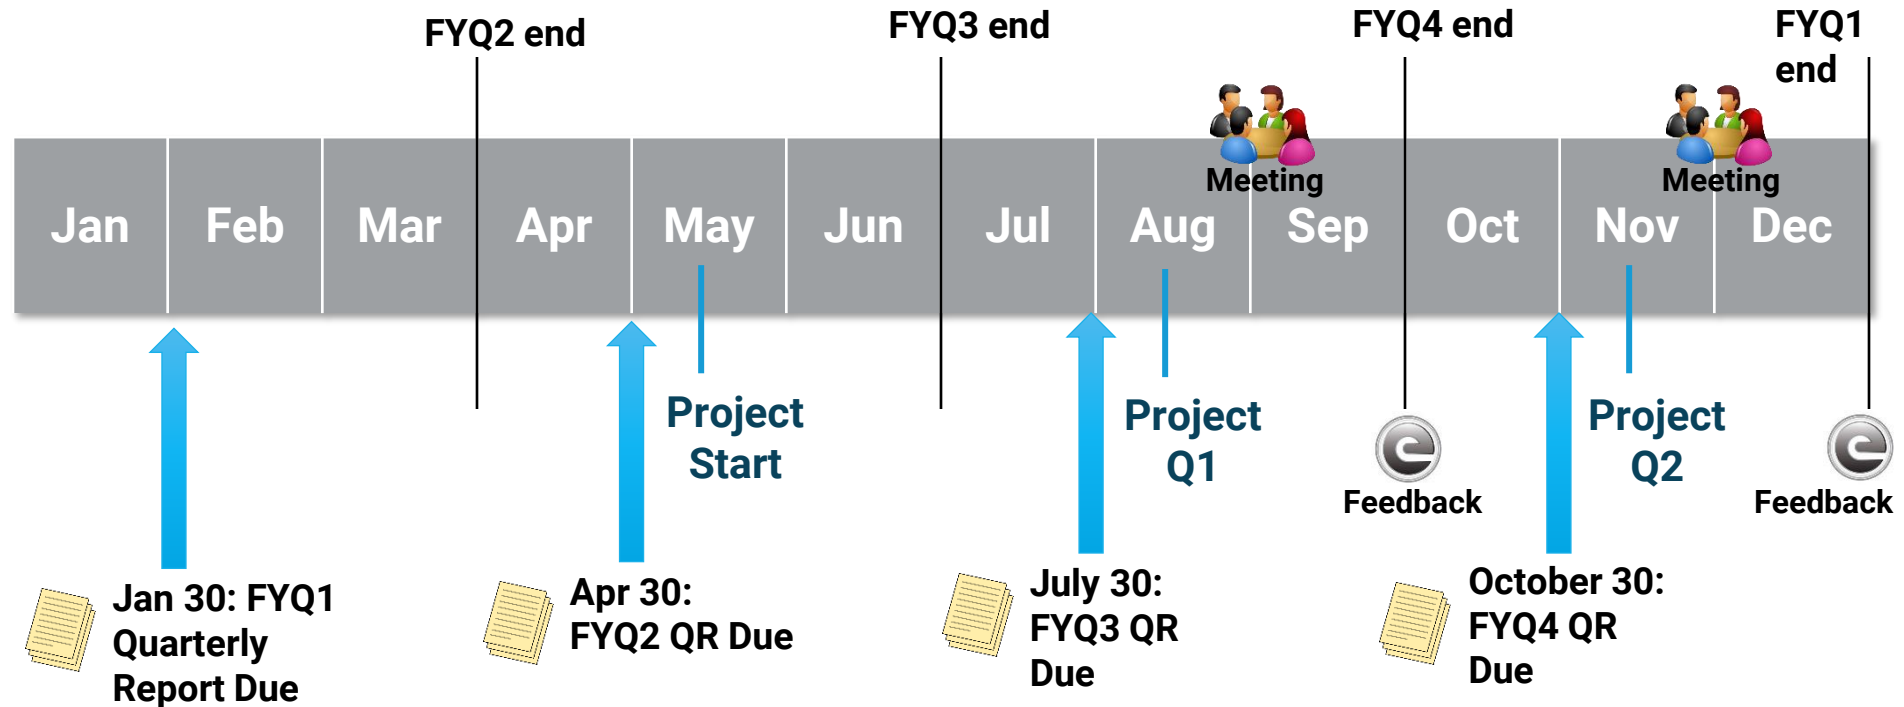 FYQ2 end
FYQ3 end
FYQ4 end
FYQ1
end
Meeting
Meeting
Jan
Feb
Mar
Apr
May
Jun
Jul
Aug
Sep
Oct
Nov
Dec
Project
Start
Project
Q1
Project
Q2
Feedback
Feedback
Jan 30: FYQ1
Quarterly
Report Due
Apr 30:
FYQ2 QR Due
July 30:
FYQ3 QR
Due
October 30:
FYQ4 QR
Due